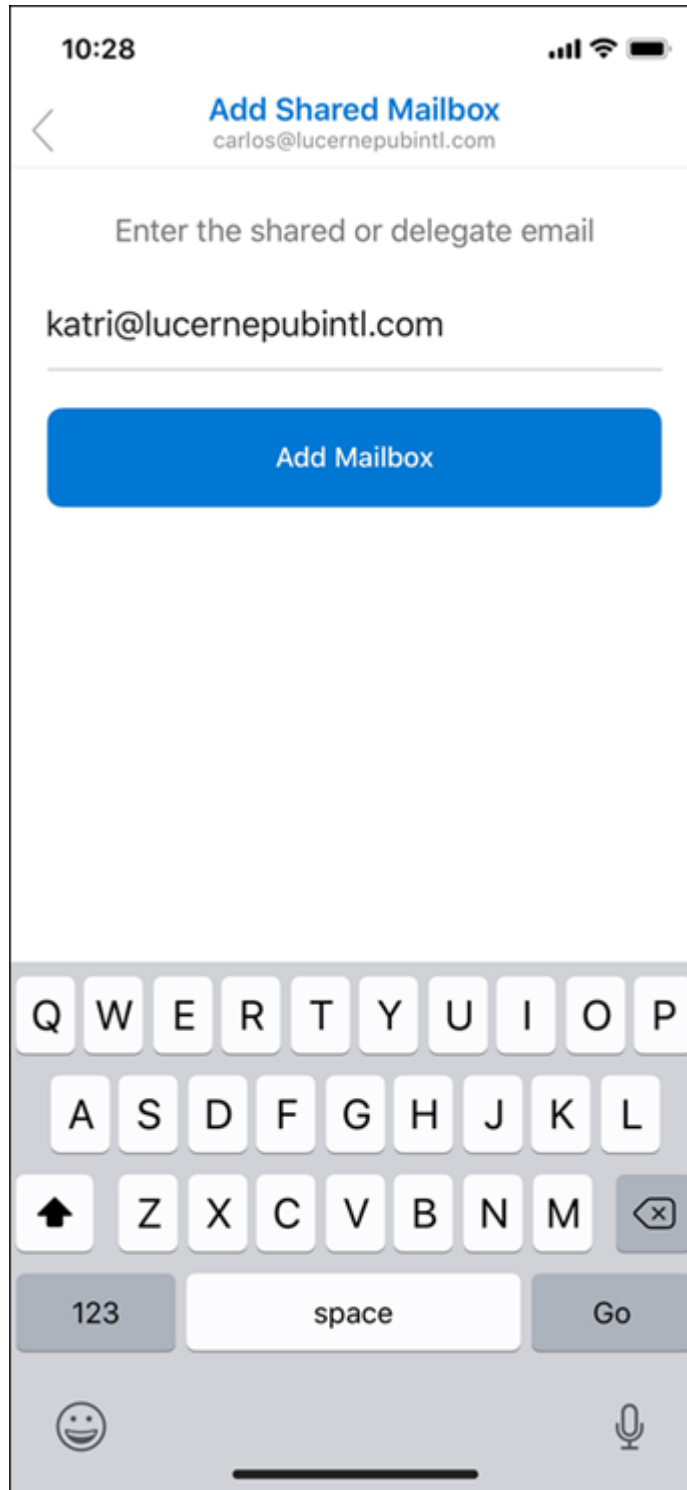 10:28
Add Shared Mailbox
carlos@lucernepubintl.com
Enter the shared or delegate email
katri@lucernepubintl.com
Add Mailbox
Q W E R T Y U I O P
A S D F G H J K L
Z X C V B N M
123 space Go